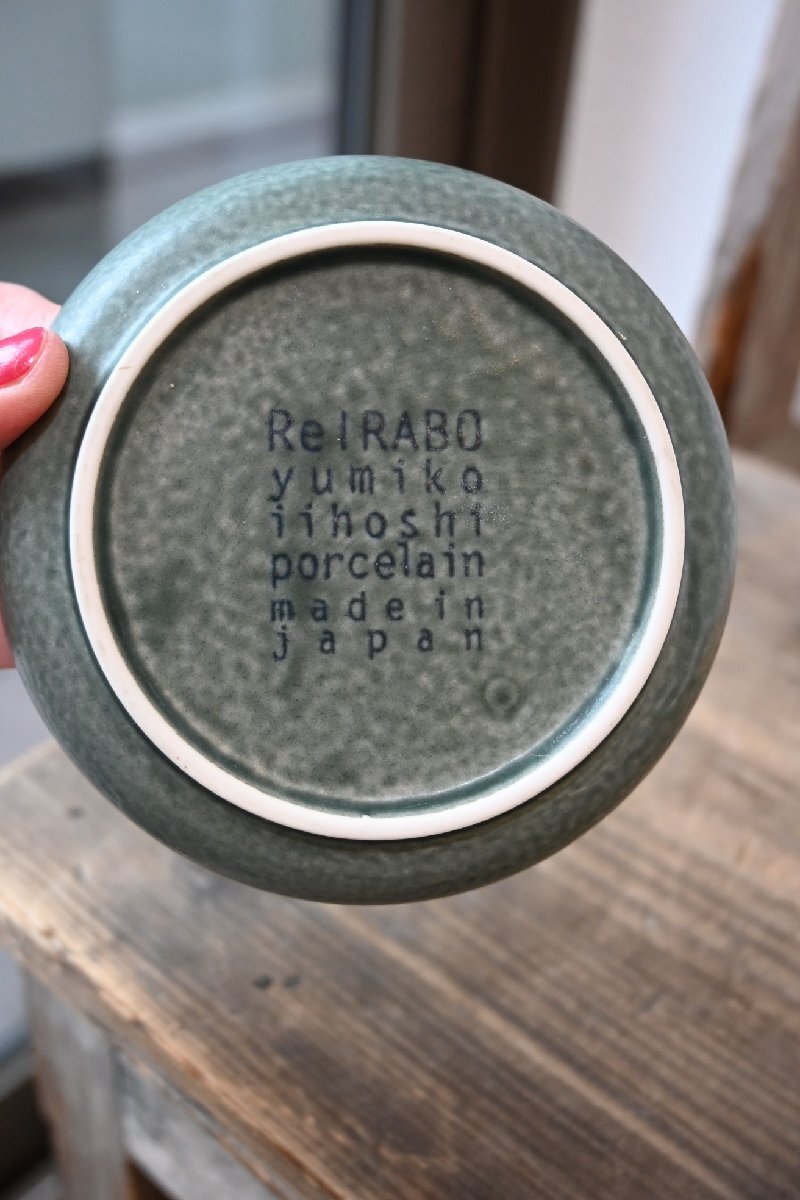 ReIRABO
yumiko
iihoshi
porcelain
made in
japan